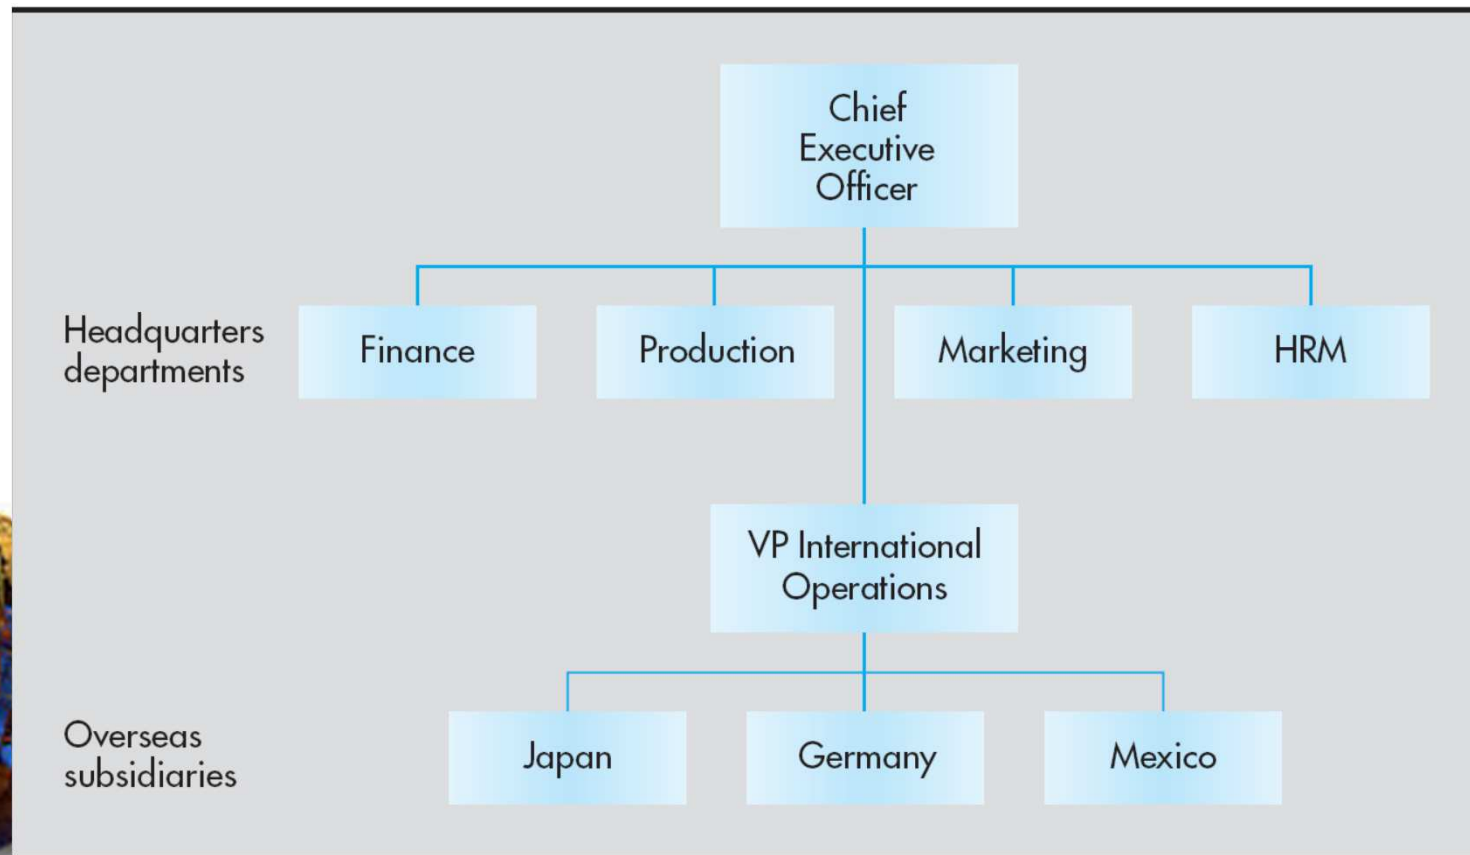 Chief
Executive
Officer
Headquarters
departments
Finance
Production
Marketing
HRM
VP International
Operations
Overseas
subsidiaries
Japan
Germany
Mexico